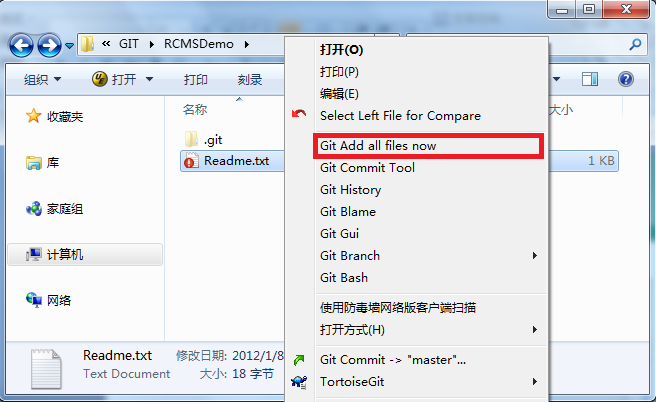 « GIT ▸ RCMSDemo ▸
组织 打开 打印 刻录
名称 大小
收藏夹
库
家庭组
计算机
网络
.git
Readme.txt 1 KB
打开(O)
打印(P)
编辑(E)
Select Left File for Compare
Git Add all files now
Git Commit Tool
Git History
Git Blame
Git Gui
Git Branch
Git Bash
使用防毒墙网络版客户端扫描
打开方式(H)
Git Commit -> "master"...
TortoiseGit
Readme.txt 修改日期: 2012/1/8
Text Document 大小: 18 字节